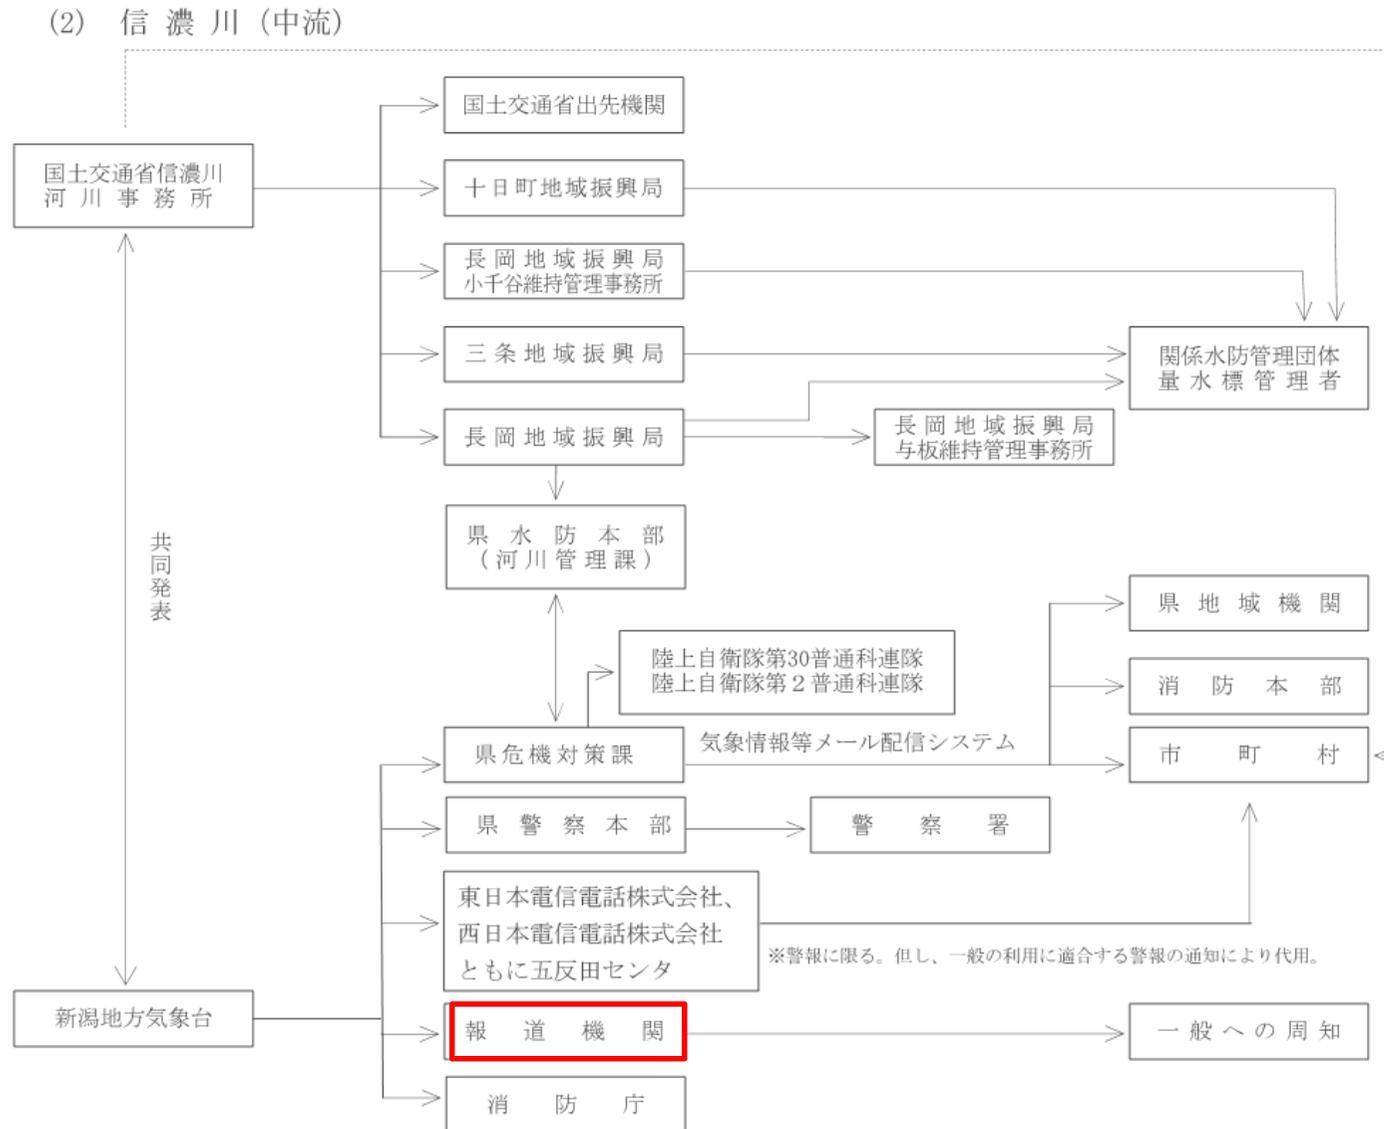 (2) 信濃川（中流）
国土交通省出先機関
国土交通省信濃川
河川事務所
十日町地域振興局
長岡地域振興局
小千谷維持管理事務所
三条地域振興局
関係水防管理団体
量水標管理者
長岡地域振興局
長岡地域振興局
与板維持管理事務所
県水防本部
（河川管理課）
共同発表
県地域機関
陸上自衛隊第30普通科連隊
陸上自衛隊第２普通科連隊
消防本部
県危機対策課
気象情報等メール配信システム
市町村
県警察本部
警察署
東日本電信電話株式会社、
西日本電信電話株式会社
ともに五反田センタ
※警報に限る。但し、一般の利用に適合する警報の通知により代用。
新潟地方気象台
報道機関
一般への周知
消防庁